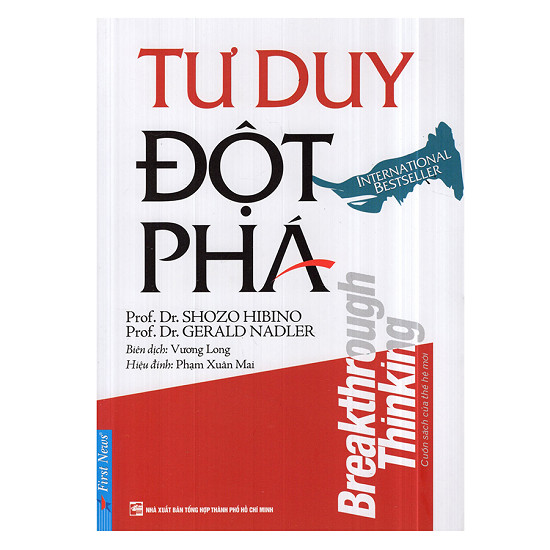 TƯ DUY
ĐỘT
PHÁ
INTERNATIONAL
BESTSELLER
Prof. Dr. SHOZO HIBINO
Prof. Dr. GERALD NADLER
Biên dịch: Vương Long
Hiệu đính: Phạm Xuân Mai
Breakthrough
Thinking
Cuốn sách của thế hệ mới
First News
NHÀ XUẤT BẢN TỔNG HỢP THÀNH PHỐ HỒ CHÍ MINH